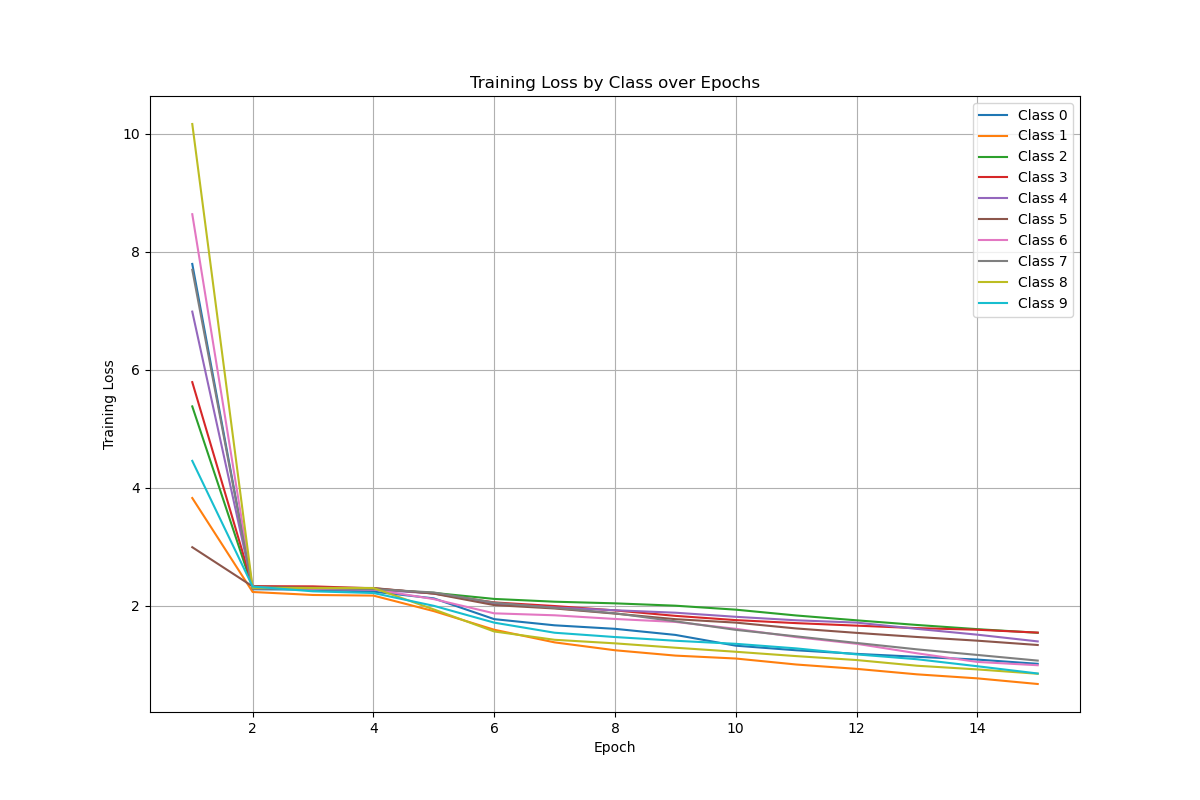 Training Loss by Class over Epochs
10
8
6
4
2
Training Loss
2 4 6 8 10 12 14
Epoch
Class 0
Class 1
Class 2
Class 3
Class 4
Class 5
Class 6
Class 7
Class 8
Class 9